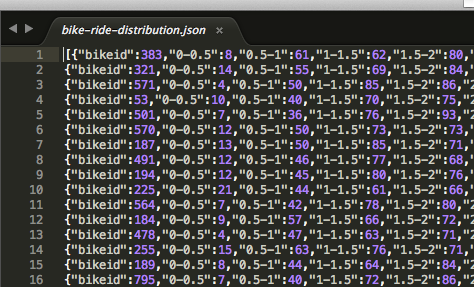 bike-ride-distribution.json ×
1 [{"bikeid":383,"0-0.5":8,"0.5-1":61,"1-1.5":62,"1.5-2":80,
2 {"bikeid":321,"0-0.5":14,"0.5-1":55,"1-1.5":69,"1.5-2":84,
3 {"bikeid":571,"0-0.5":4,"0.5-1":50,"1-1.5":85,"1.5-2":86,"2
4 {"bikeid":53,"0-0.5":10,"0.5-1":40,"1-1.5":70,"1.5-2":75,"2
5 {"bikeid":501,"0-0.5":7,"0.5-1":36,"1-1.5":76,"1.5-2":93,"2
6 {"bikeid":570,"0-0.5":12,"0.5-1":50,"1-1.5":73,"1.5-2":73,
7 {"bikeid":187,"0-0.5":13,"0.5-1":50,"1-1.5":85,"1.5-2":71,
8 {"bikeid":491,"0-0.5":12,"0.5-1":46,"1-1.5":77,"1.5-2":68,
9 {"bikeid":194,"0-0.5":12,"0.5-1":45,"1-1.5":80,"1.5-2":76,
10 {"bikeid":225,"0-0.5":21,"0.5-1":44,"1-1.5":61,"1.5-2":66,
11 {"bikeid":564,"0-0.5":7,"0.5-1":42,"1-1.5":78,"1.5-2":80,"2
12 {"bikeid":184,"0-0.5":9,"0.5-1":57,"1-1.5":66,"1.5-2":72,"2
13 {"bikeid":478,"0-0.5":4,"0.5-1":47,"1-1.5":63,"1.5-2":71,"2
14 {"bikeid":255,"0-0.5":15,"0.5-1":63,"1-1.5":76,"1.5-2":71,
15 {"bikeid":189,"0-0.5":8,"0.5-1":44,"1-1.5":64,"1.5-2":84,"2
16 {"bikeid":795,"0-0.5":7,"0.5-1":40,"1-1.5":72,"1.5-2":86,"2